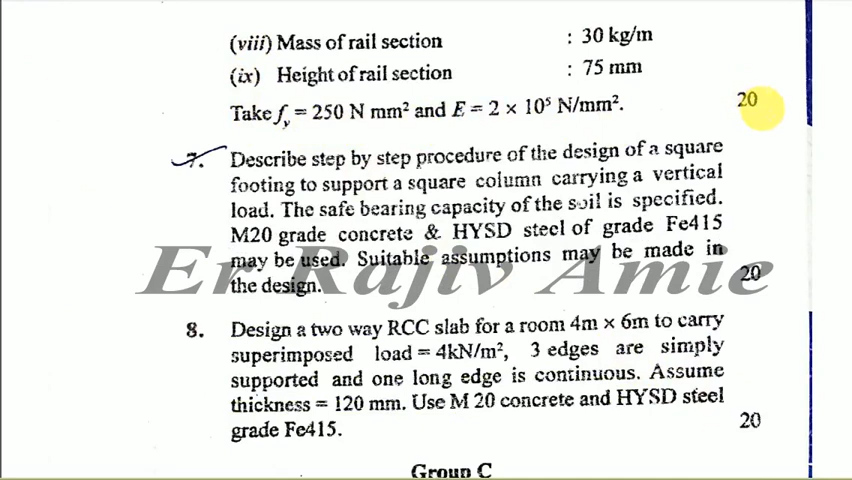 (viii) Mass of rail section : 30 kg/m
(ix) Height of rail section : 75 mm
Take fy = 250 N mm² and E = 2 × 10⁵ N/mm². 20
7. Describe step by step procedure of the design of a square
footing to support a square column carrying a vertical
load. The safe bearing capacity of the soil is specified.
M20 grade concrete & HYSD steel of grade Fe415
may be used. Suitable assumptions may be made in
the design. 20
Er Rajiv Amie
8. Design a two way RCC slab for a room 4m × 6m to carry
superimposed load = 4kN/m², 3 edges are simply
supported and one long edge is continuous. Assume
thickness = 120 mm. Use M 20 concrete and HYSD steel
grade Fe415. 20
Group C